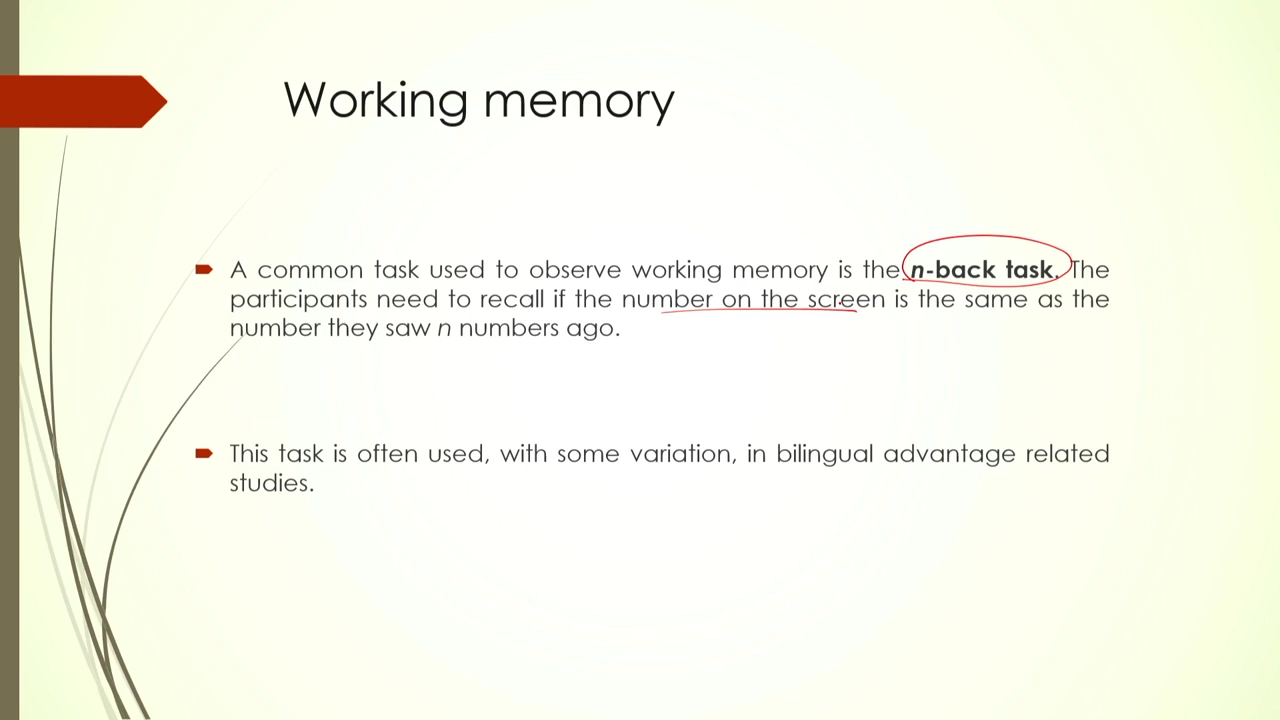 Working memory
A common task used to observe working memory is the n-back task. The
participants need to recall if the number on the screen is the same as the
number they saw n numbers ago.
This task is often used, with some variation, in bilingual advantage related
studies.